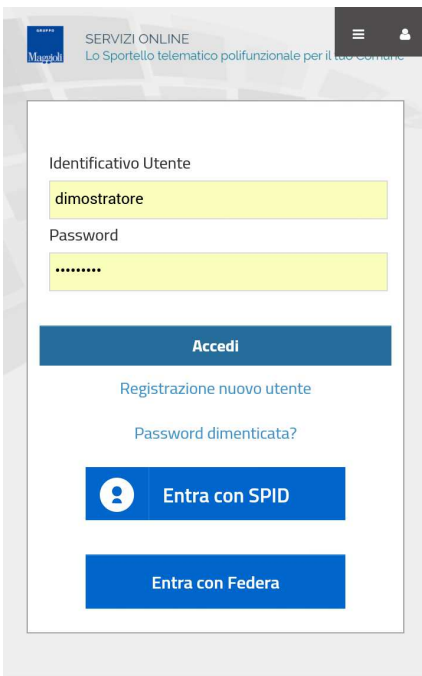 GRUPPO
Maggioli
SERVIZI ONLINE
Lo Sportello telematico polifunzionale per il tuo Comune
Identificativo Utente
dimostratore
Password
•••••••••
Accedi
Registrazione nuovo utente
Password dimenticata?
Entra con SPID
Entra con Federa